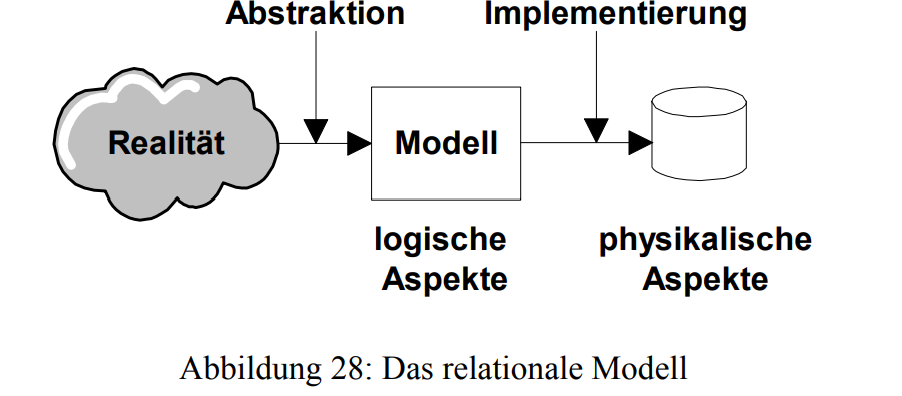 Abstraktion
Implementierung
Realität
Modell
logische
Aspekte
physikalische
Aspekte
Abbildung 28: Das relationale Modell